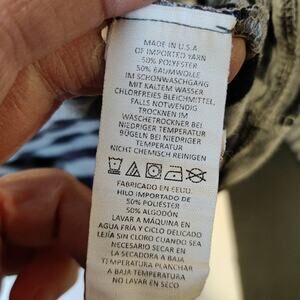 MADE IN U.S.A
OF IMPORTED YARN
50% POLYESTER
50% BAUMWOLLE
IM SCHONWASCHGANG
MIT KALTEM WASSER
CHLORFREIES BLEICHMITTEL
FALLS NOTWENDIG
TROCKNEN IM
WASCHETROCKNER BEI
NIEDRIGER TEMPERATUR
BÜGELN BEI NIEDRIGER
TEMPERATUR
NICHT CHEMISCH REINIGEN
FABRICADO EN EEUU.
HILO IMPORTADO DE
50% POLIÉSTER
50% ALGODÓN
LAVAR A MÁQUINA EN
AGUA FRÍA Y CICLO DELICADO
LEJÍA SIN CLORO CUANDO SEA
NECESARIO SECAR EN
LA SECADORA A BAJA
TEMPERATURA PLANCHAR
A BAJA TEMPERATURA
NO LAVAR EN SECO